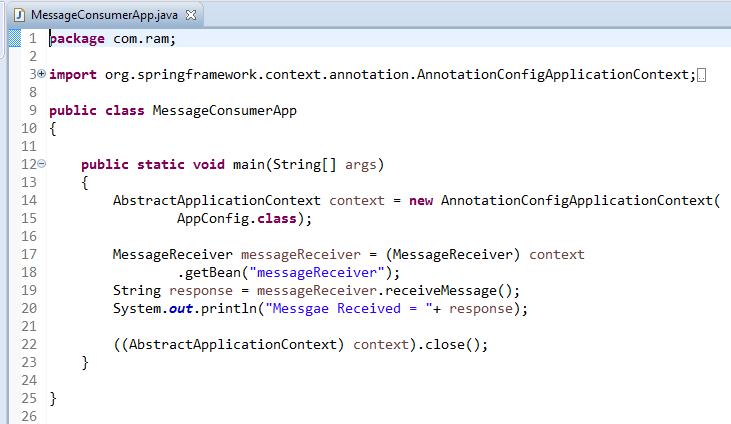 MessageConsumerApp.java
1 package com.ram;
2
3 import org.springframework.context.annotation.AnnotationConfigApplicationContext;
8
9 public class MessageConsumerApp
10 {
11
12     public static void main(String[] args)
13     {
14         AbstractApplicationContext context = new AnnotationConfigApplicationContext(
15                 AppConfig.class);
16
17         MessageReceiver messageReceiver = (MessageReceiver) context
18                 .getBean("messageReceiver");
19         String response = messageReceiver.receiveMessage();
20         System.out.println("Messgae Received = "+ response);
21
22         ((AbstractApplicationContext) context).close();
23     }
24
25 }
26